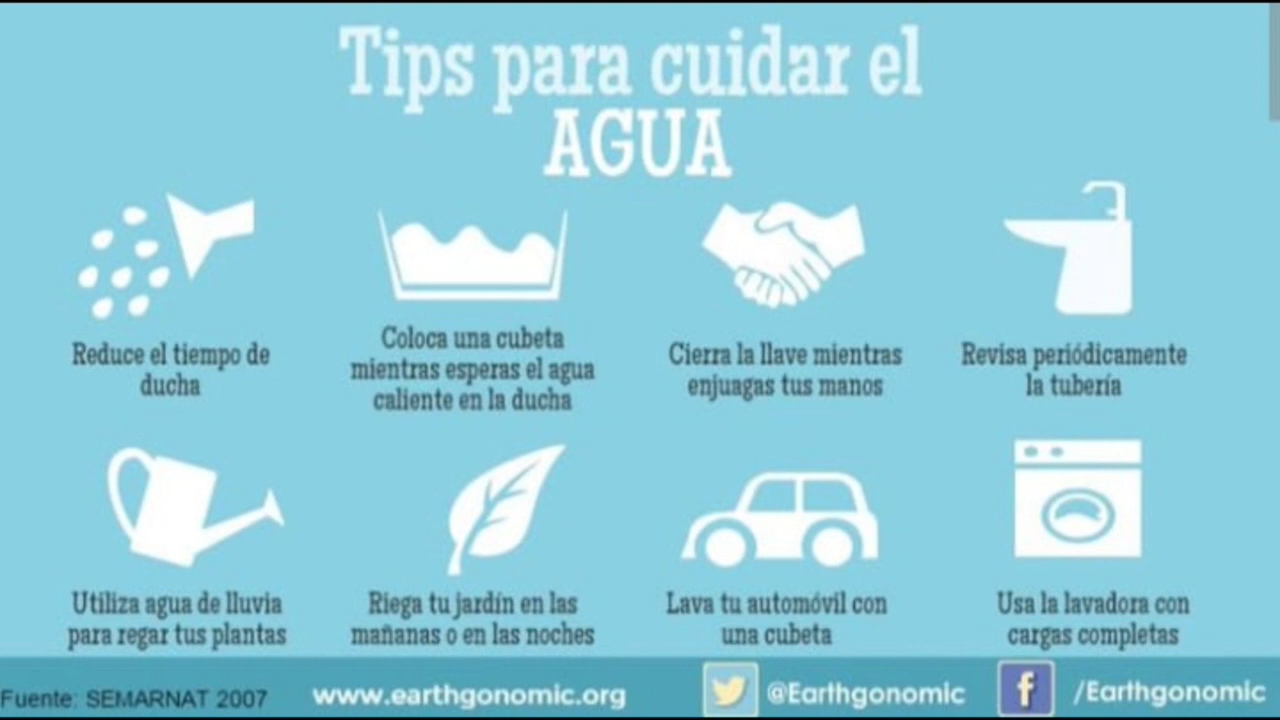 Tips para cuidar el
AGUA
Reduce el tiempo de
ducha
Coloca una cubeta
mientras esperas el agua
caliente en la ducha
Cierra la llave mientras
enjuagas tus manos
Revisa periódicamente
la tubería
Utiliza agua de lluvia
para regar tus plantas
Riega tu jardín en las
mañanas o en las noches
Lava tu automóvil con
una cubeta
Usa la lavadora con
cargas completas
Fuente: SEMARNAT 2007
www.earthgonomic.org
@Earthgonomic
/Earthgonomic